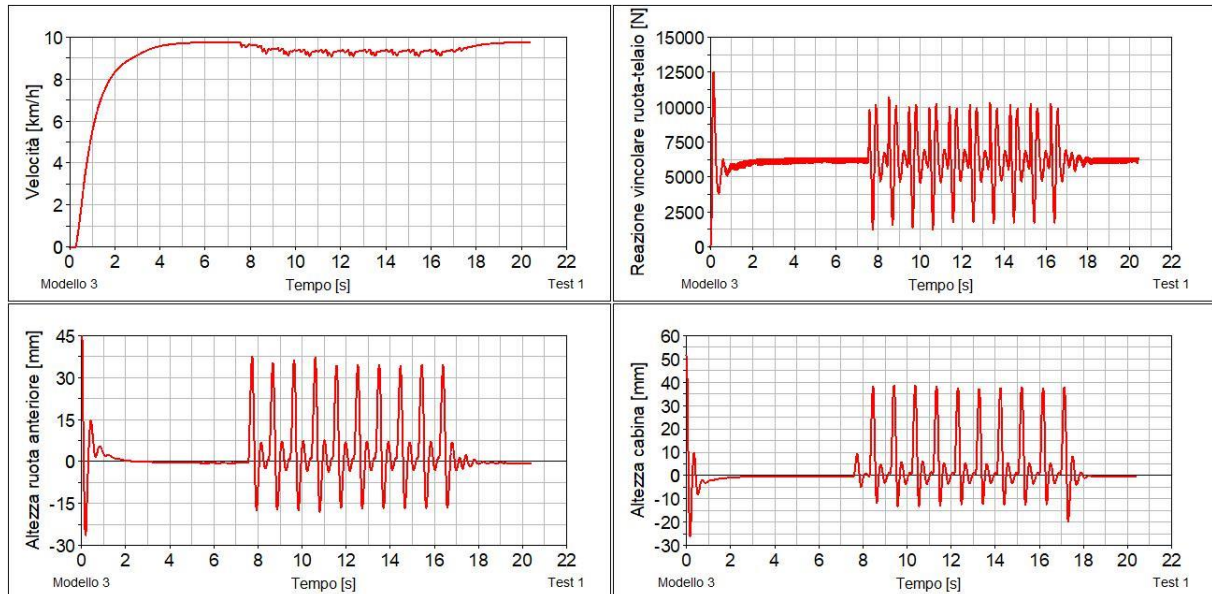 Velocità [km/h]
10
8
6
4
2
0
0 2 4 6 8 10 12 14 16 18 20 22
Modello 3 Tempo [s] Test 1
Reazione vincolare ruota-telaio [N]
15000
12500
10000
7500
5000
2500
0
0 2 4 6 8 10 12 14 16 18 20 22
Modello 3 Tempo [s] Test 1
Altezza ruota anteriore [mm]
45
30
15
0
-15
-30
0 2 4 6 8 10 12 14 16 18 20 22
Modello 3 Tempo [s] Test 1
Altezza cabina [mm]
60
50
40
30
20
10
0
-10
-20
-30
0 2 4 6 8 10 12 14 16 18 20 22
Modello 3 Tempo [s] Test 1